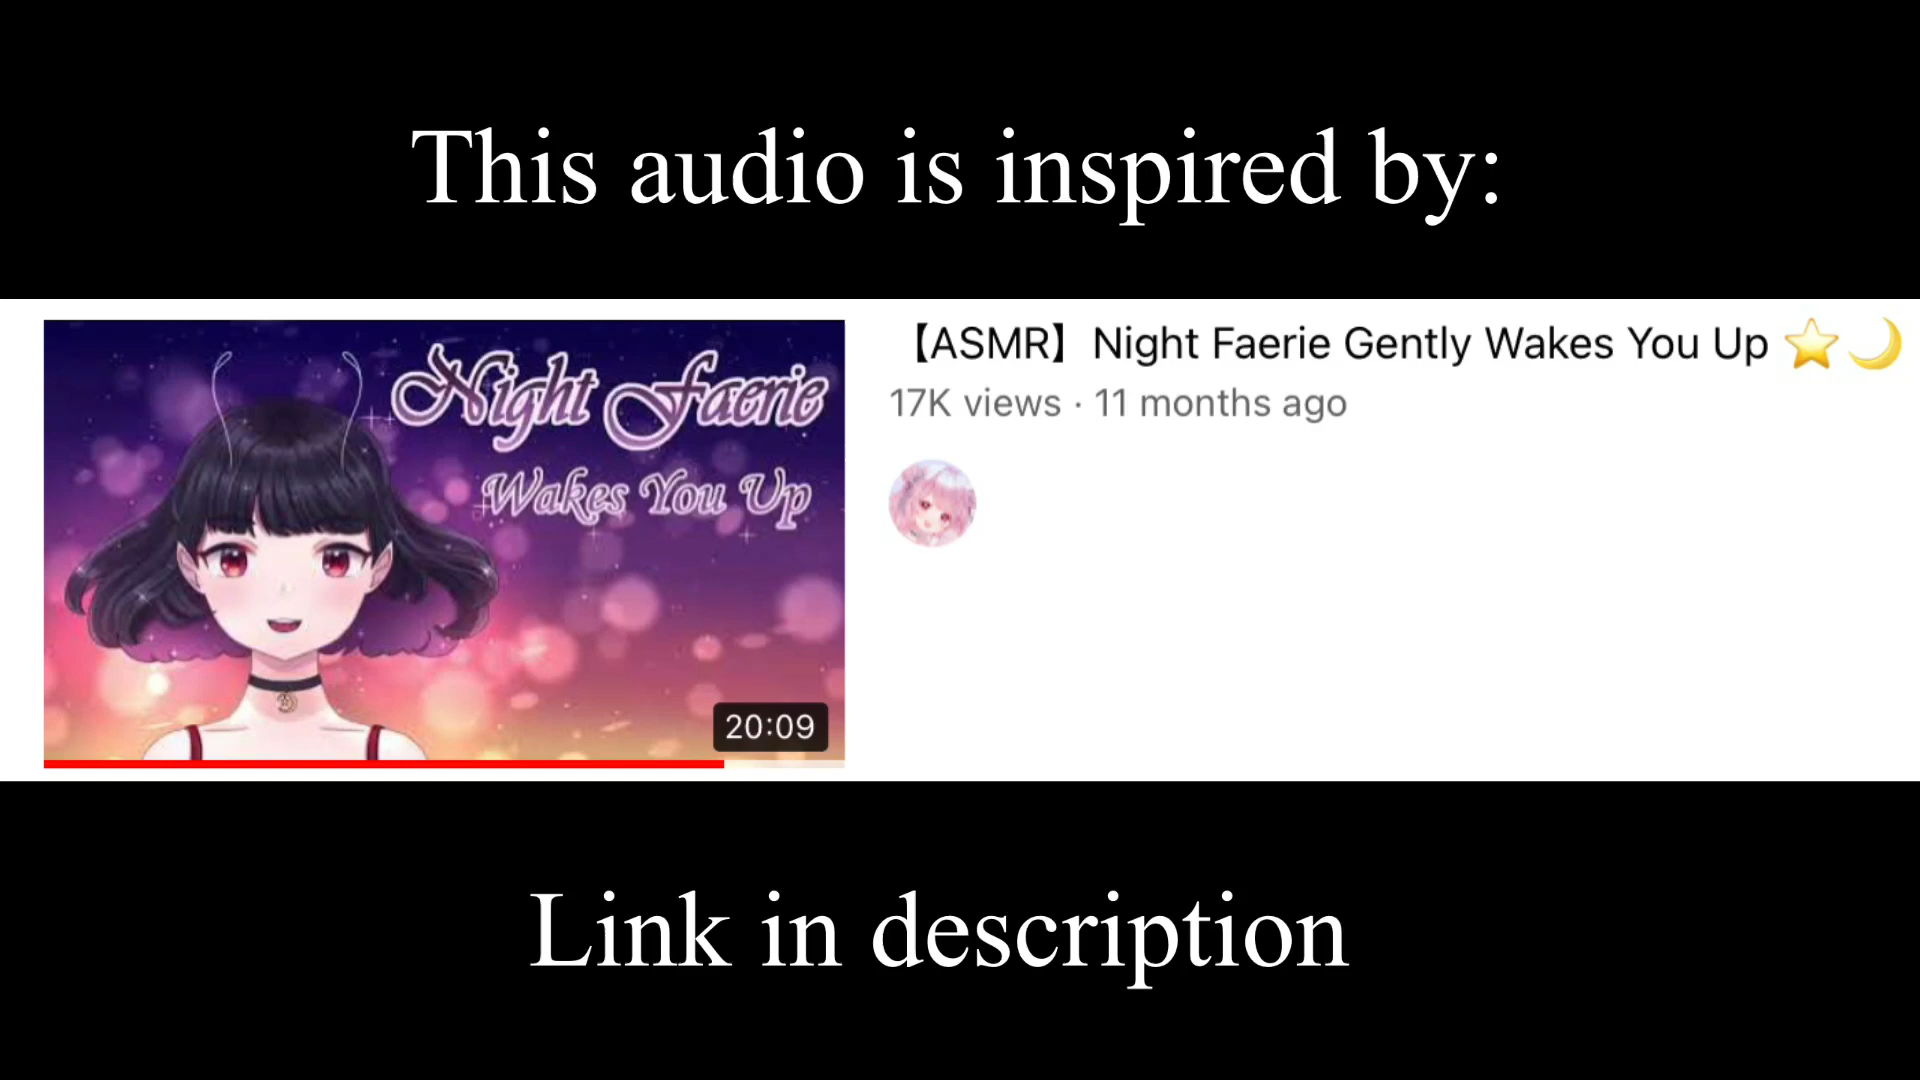 This audio is inspired by:
Night Faerie
Wakes You Up
20:09
【ASMR】Night Faerie Gently Wakes You Up ⭐🌙
17K views · 11 months ago
Link in description